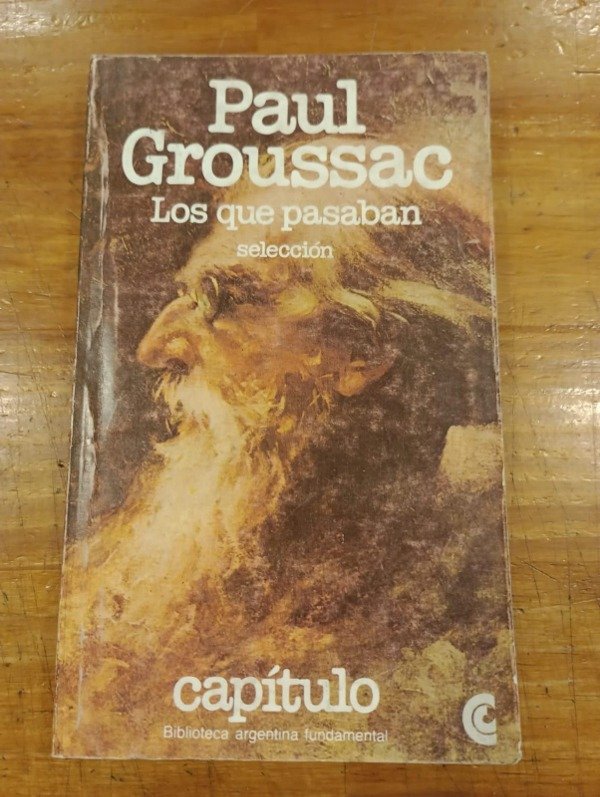 Paul
Groussac
Los que pasaban
selección
capítulo
Biblioteca argentina fundamental